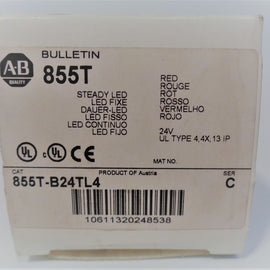 BULLETIN
A-B
QUALITY
855T
STEADY LED
LED FIXE
DAUER-LED
LED FISSO
LED CONTINUO
LED FIJO
RED
ROUGE
ROT
ROSSO
VERMELHO
ROJO
24V
UL TYPE 4,4X,13 IP
MAT NO.
CAT
PRODUCT OF Austria
SER
855T-B24TL4
C
10611320248538